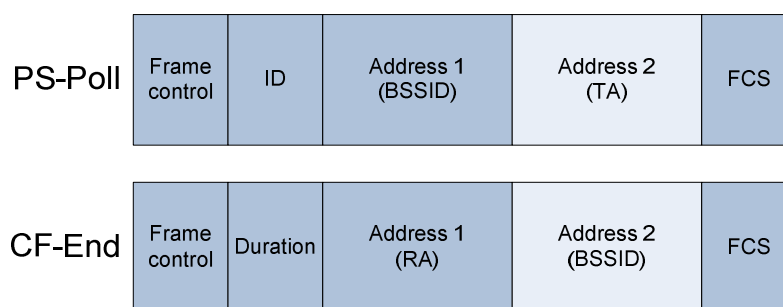 PS-Poll
Frame
control
ID
Address 1
(BSSID)
Address 2
(TA)
FCS
CF-End
Frame
control
Duration
Address 1
(RA)
Address 2
(BSSID)
FCS